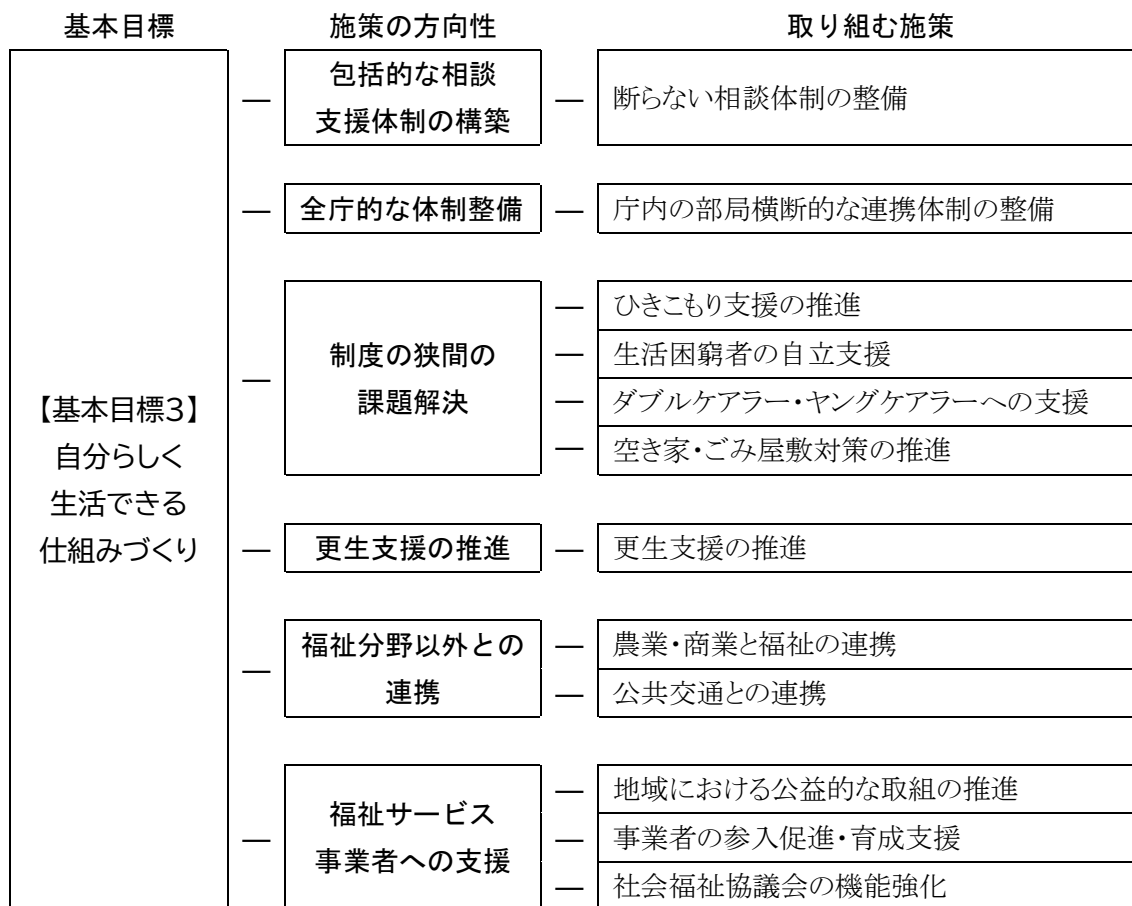 基本目標 施策の方向性 取り組む施策
【基本目標3】
自分らしく
生活できる
仕組みづくり
包括的な相談
支援体制の構築
断らない相談体制の整備
全庁的な体制整備
庁内の部局横断的な連携体制の整備
制度の狭間の
課題解決
ひきこもり支援の推進
生活困窮者の自立支援
ダブルケアラー・ヤングケアラーへの支援
空き家・ごみ屋敷対策の推進
更生支援の推進
更生支援の推進
福祉分野以外との
連携
農業・商業と福祉の連携
公共交通との連携
福祉サービス
事業者への支援
地域における公益的な取組の推進
事業者の参入促進・育成支援
社会福祉協議会の機能強化